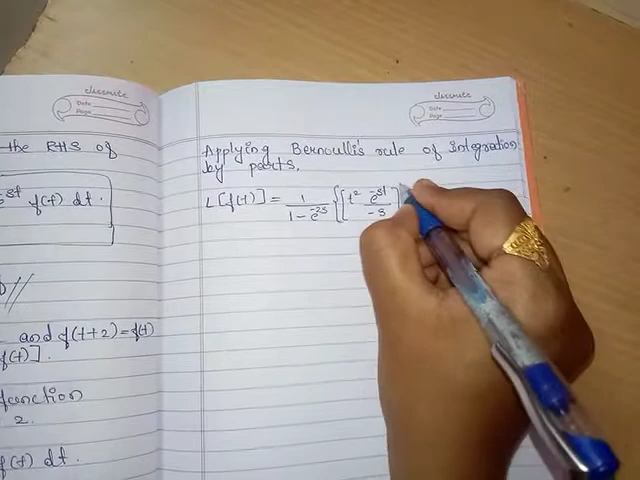 classmate
Date
Page
the RHS of
f(t) dt.
and f(t+2)=f(t)
f(t)].
function
2.
f(t) dt.
classmate
Date
Page
Applying Bernoulli's rule of Integration
by parts.
L[f(t)] = 1/(1-e^-2s) {[t² e^-st/-s]